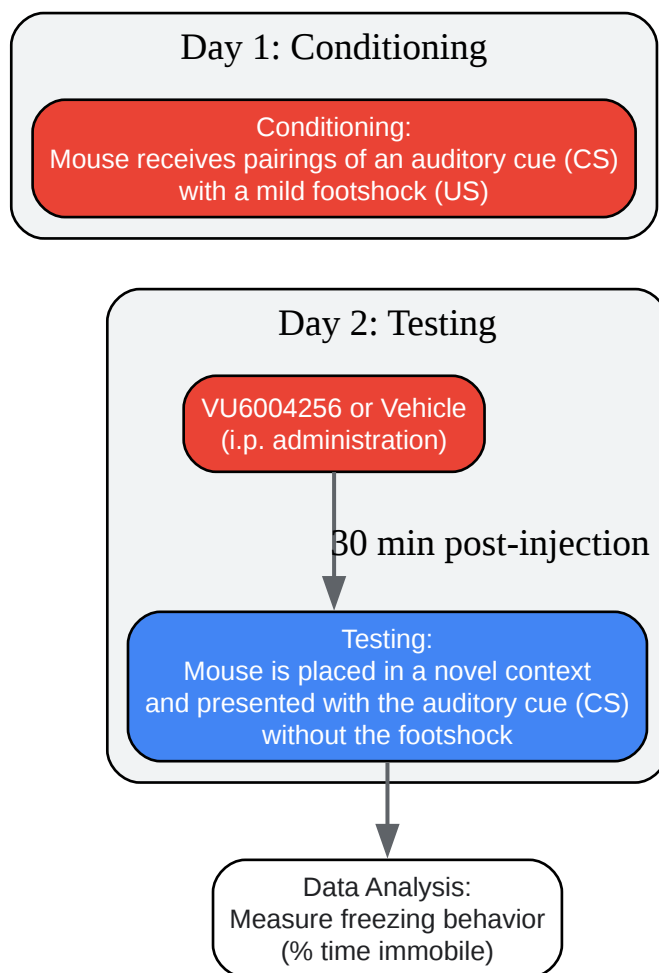 Day 1: Conditioning
Conditioning:
Mouse receives pairings of an auditory cue (CS)
with a mild footshock (US)
Day 2: Testing
VU6004256 or Vehicle
(i.p. administration)
30 min post-injection
Testing:
Mouse is placed in a novel context
and presented with the auditory cue (CS)
without the footshock
Data Analysis:
Measure freezing behavior
(% time immobile)